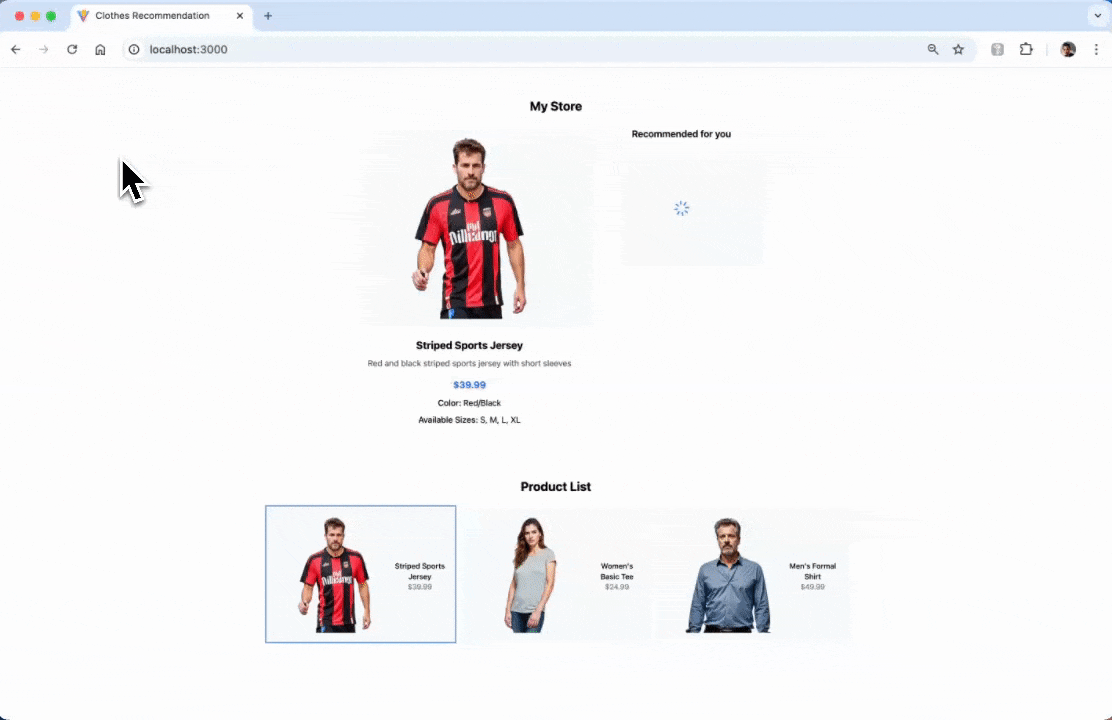 Clothes Recommendation
localhost:3000
My Store
Recommended for you
Striped Sports Jersey
Red and black striped sports jersey with short sleeves
$39.99
Color: Red/Black
Available Sizes: S, M, L, XL
Product List
Striped Sports
Jersey
$39.99
Women's
Basic Tee
$24.99
Men's Formal
Shirt
$49.99